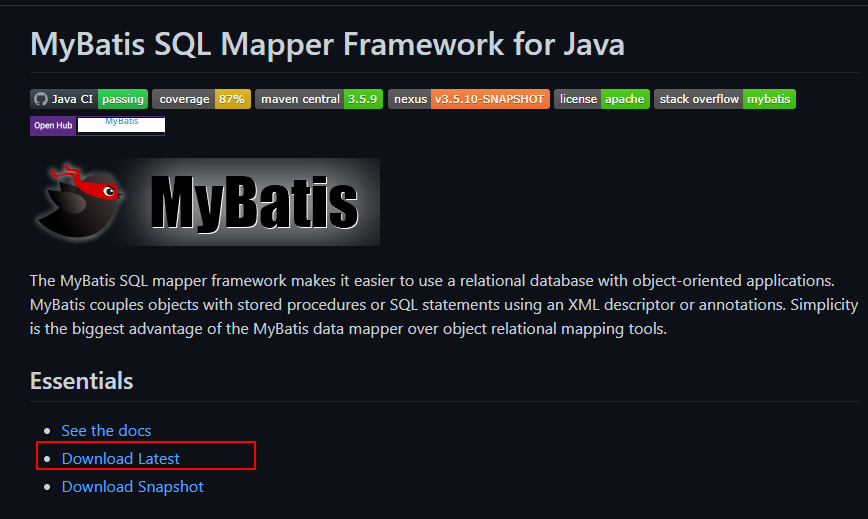 MyBatis SQL Mapper Framework for Java
Java CI passing coverage 87% maven central 3.5.9 nexus v3.5.10-SNAPSHOT license apache stack overflow mybatis
Open Hub MyBatis
MyBatis
The MyBatis SQL mapper framework makes it easier to use a relational database with object-oriented applications.
MyBatis couples objects with stored procedures or SQL statements using an XML descriptor or annotations. Simplicity
is the biggest advantage of the MyBatis data mapper over object relational mapping tools.
Essentials
See the docs
Download Latest
Download Snapshot